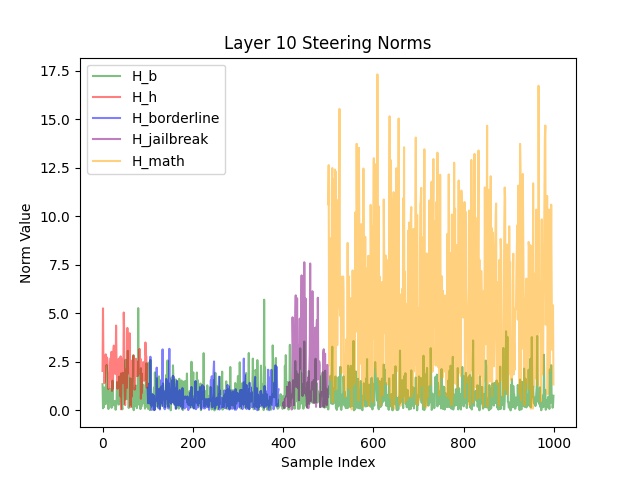 Layer 10 Steering Norms
H_b
H_h
H_borderline
H_jailbreak
H_math
17.5
15.0
12.5
10.0
7.5
5.0
2.5
0.0
Norm Value
0
200
400
600
800
1000
Sample Index